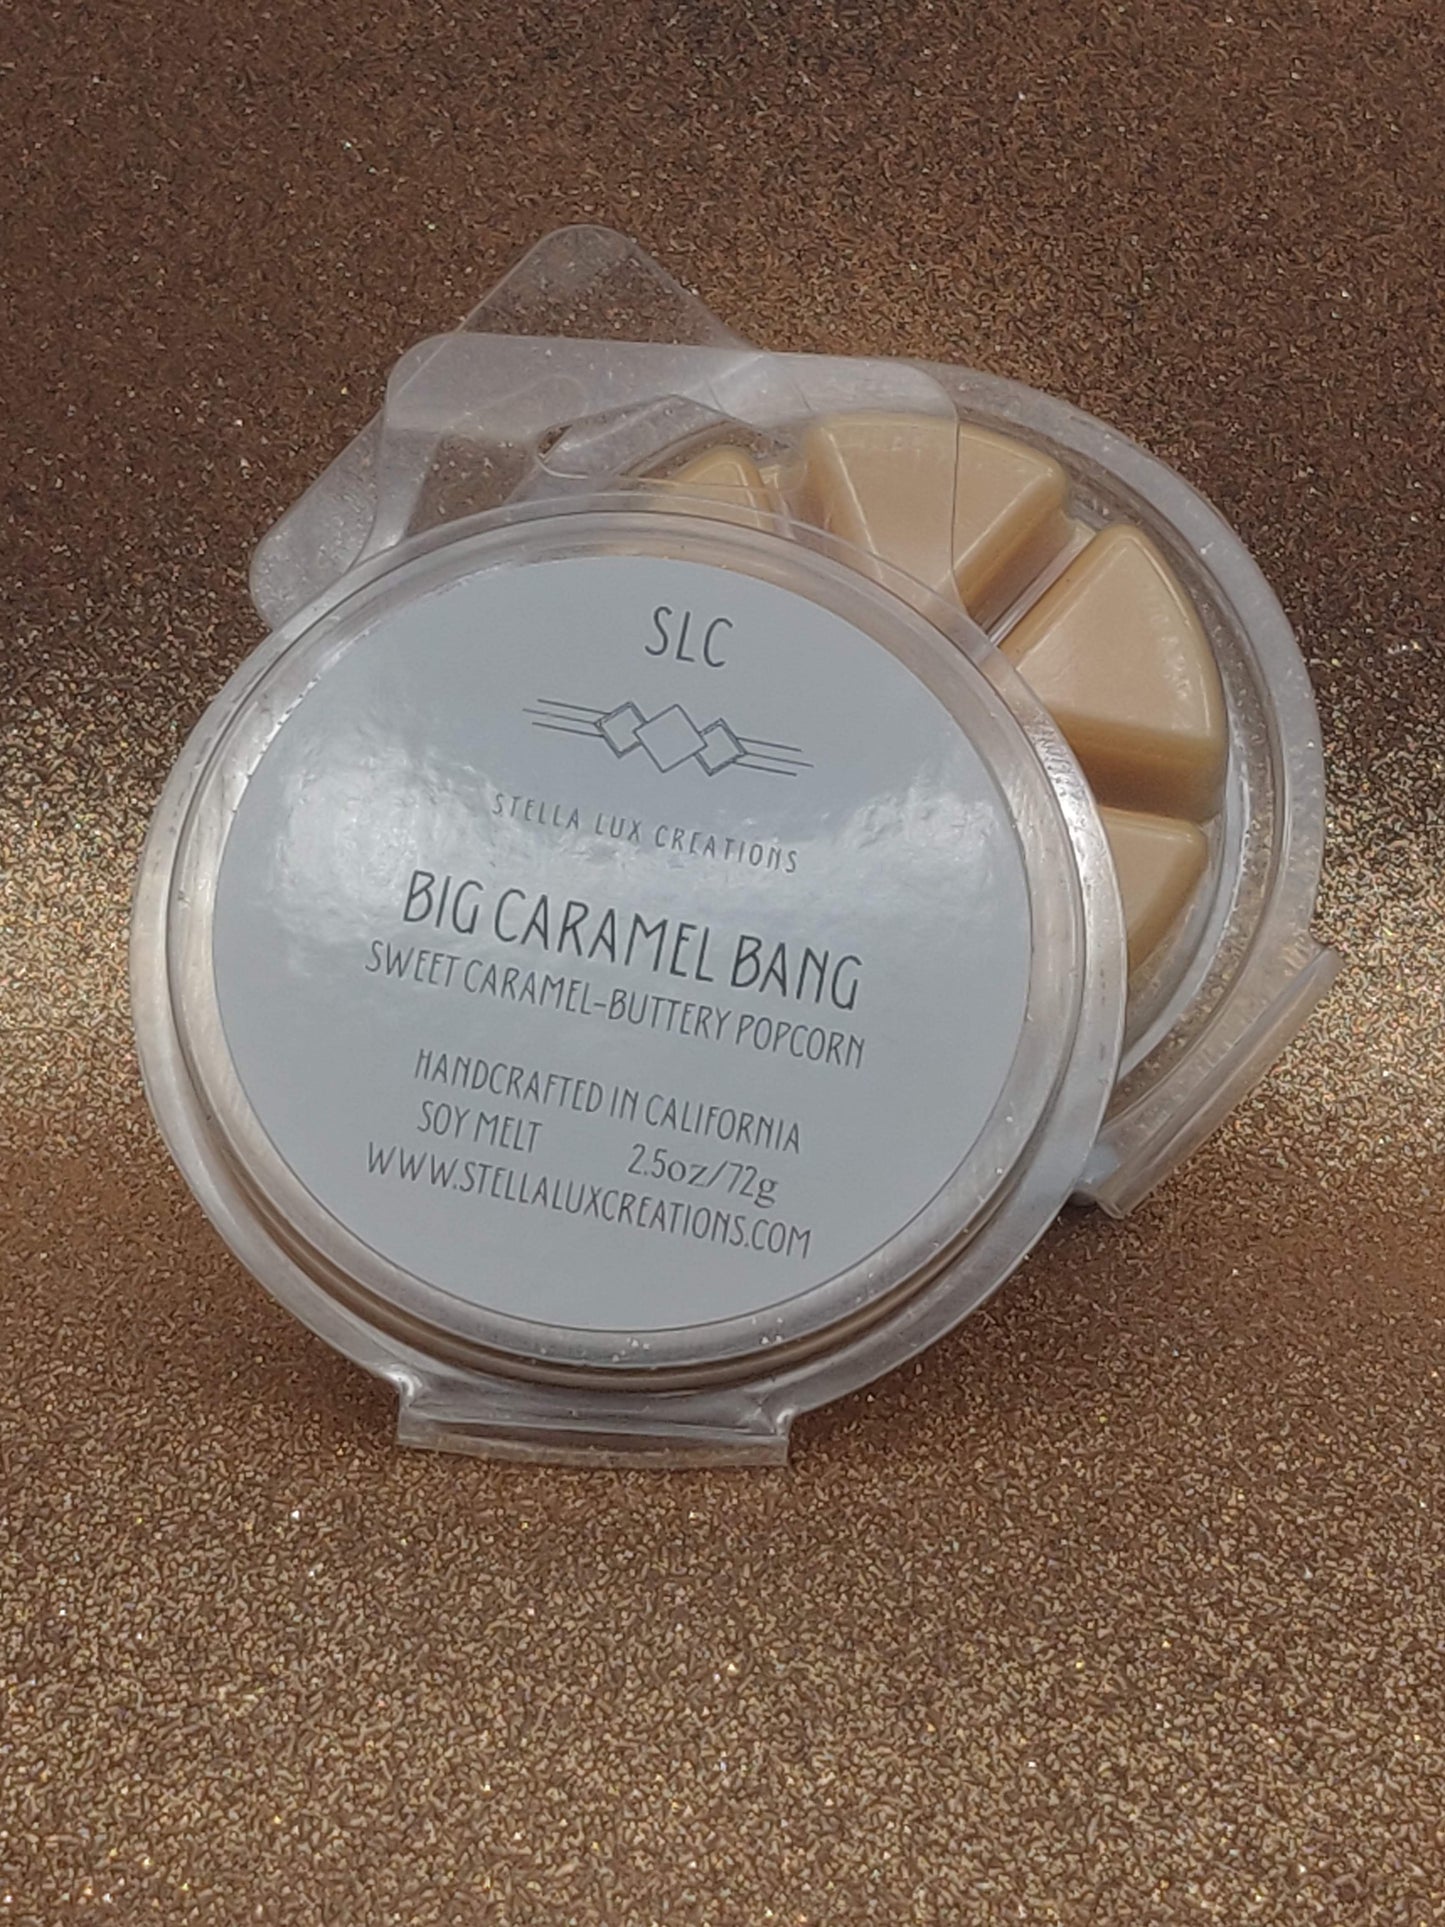 SLC
STELLA LUX CREATIONS
BIG CARAMEL BANG
SWEET CARAMEL-BUTTERY POPCORN
HANDCRAFTED IN CALIFORNIA
SOY MELT 2.5oz/72g
WWW.STELLALUXCREATIONS.COM